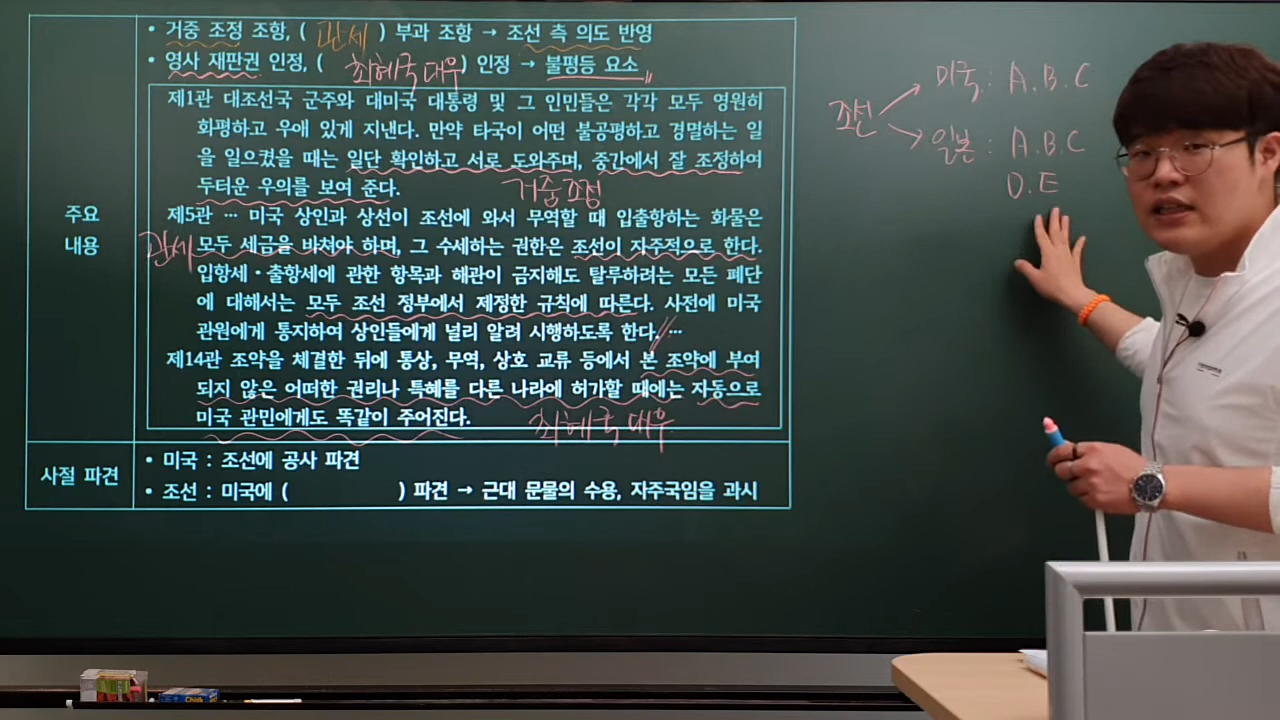 • 거중 조정 조항, ( 관세 ) 부과 조항 → 조선 측 의도 반영
• 영사 재판권 인정, ( 최혜국 대우 ) 인정 → 불평등 요소
제1관 대조선국 군주와 대미국 대통령 및 그 인민들은 각각 모두 영원히
화평하고 우애 있게 지낸다. 만약 타국이 어떤 불공평하고 경멸하는 일
을 일으켰을 때는 일단 확인하고 서로 도와주며, 중간에서 잘 조정하여
두터운 우의를 보여 준다.
거중조정
주요
내용
제5관 … 미국 상인과 상선이 조선에 와서 무역할 때 입출항하는 화물은
관세
모두 세금을 바쳐야 하며, 그 수세하는 권한은 조선이 자주적으로 한다.
입항세·출항세에 관한 항목과 해관이 금지해도 탈루하려는 모든 폐단
에 대해서는 모두 조선 정부에서 제정한 규칙에 따른다. 사전에 미국
관원에게 통지하여 상인들에게 널리 알려 시행하도록 한다. …
제14관 조약을 체결한 뒤에 통상, 무역, 상호 교류 등에서 본 조약에 부여
되지 않은 어떠한 권리나 특혜를 다른 나라에 허가할 때에는 자동으로
미국 관민에게도 똑같이 주어진다.
최혜국 대우
사절 파견
• 미국 : 조선에 공사 파견
• 조선 : 미국에 ( ) 파견 → 근대 문물의 수용, 자주국임을 과시
조선
미국 : A.B.C
일본 : A.B.C
D.E